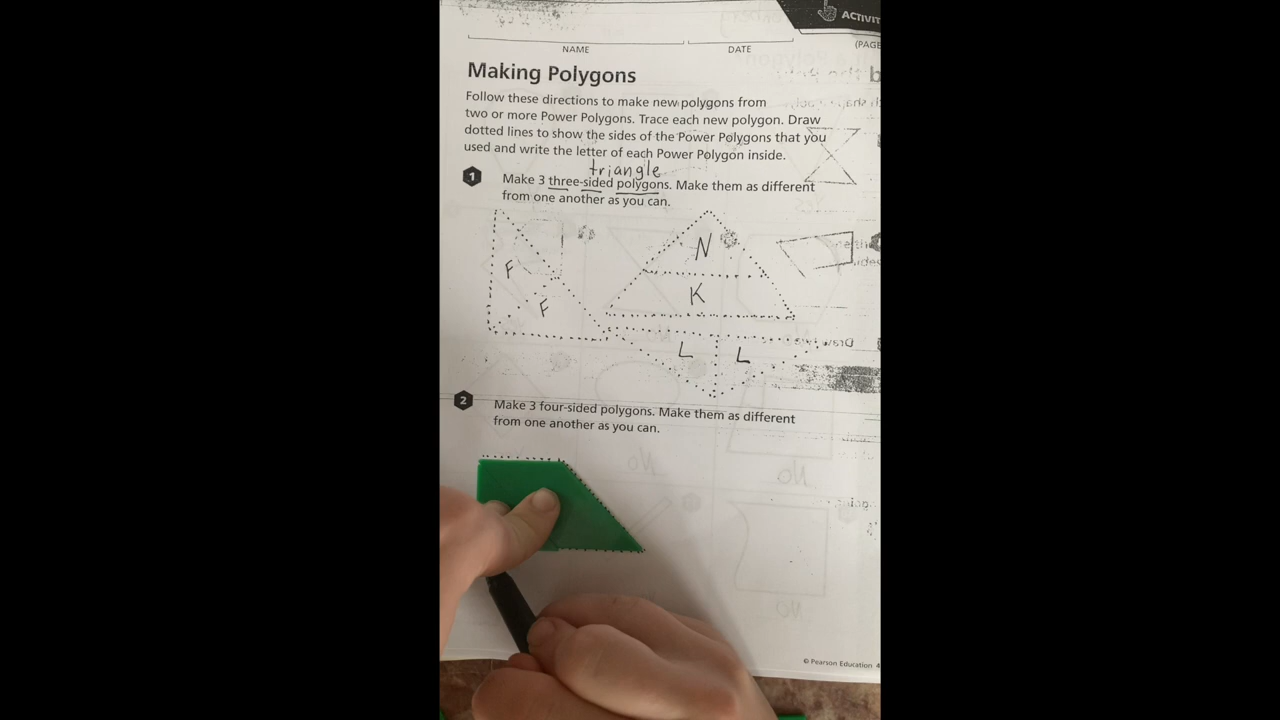 ACTIVIT
(PAGE
NAME DATE
Making Polygons
Follow these directions to make new polygons from
two or more Power Polygons. Trace each new polygon. Draw
dotted lines to show the sides of the Power Polygons that you
used and write the letter of each Power Polygon inside.
triangle
1 Make 3 three-sided polygons. Make them as different
from one another as you can.
N
F
K
F
L L
2 Make 3 four-sided polygons. Make them as different
from one another as you can.
© Pearson Education 4